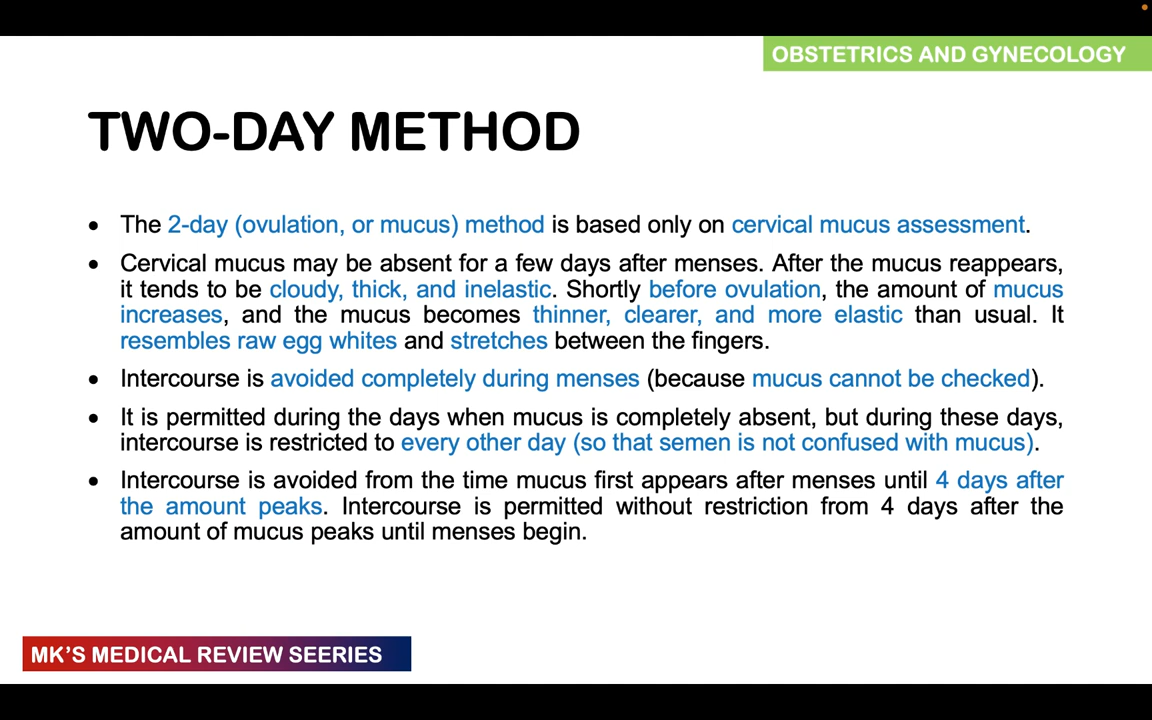 OBSTETRICS AND GYNECOLOGY
TWO-DAY METHOD
• The 2-day (ovulation, or mucus) method is based only on cervical mucus assessment.
• Cervical mucus may be absent for a few days after menses. After the mucus reappears,
it tends to be cloudy, thick, and inelastic. Shortly before ovulation, the amount of mucus
increases, and the mucus becomes thinner, clearer, and more elastic than usual. It
resembles raw egg whites and stretches between the fingers.
• Intercourse is avoided completely during menses (because mucus cannot be checked).
• It is permitted during the days when mucus is completely absent, but during these days,
intercourse is restricted to every other day (so that semen is not confused with mucus).
• Intercourse is avoided from the time mucus first appears after menses until 4 days after
the amount peaks. Intercourse is permitted without restriction from 4 days after the
amount of mucus peaks until menses begin.
MK'S MEDICAL REVIEW SEERIES